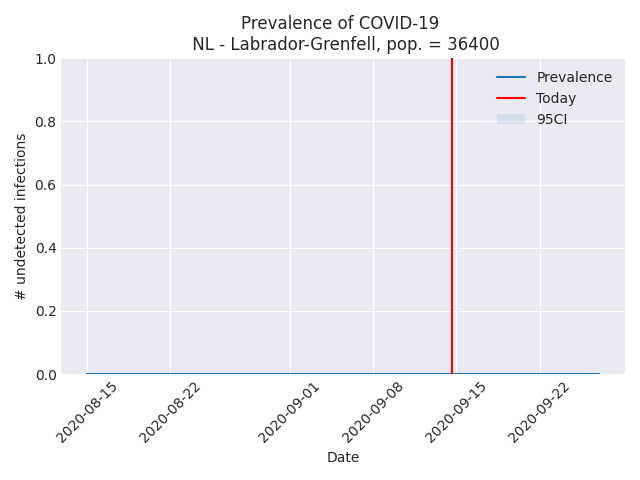 Prevalence of COVID-19
NL - Labrador-Grenfell, pop. = 36400
Prevalence
Today
95CI
# undetected infections
1.0
0.8
0.6
0.4
0.2
0.0
2020-08-15
2020-08-22
2020-09-01
2020-09-08
2020-09-15
2020-09-22
Date